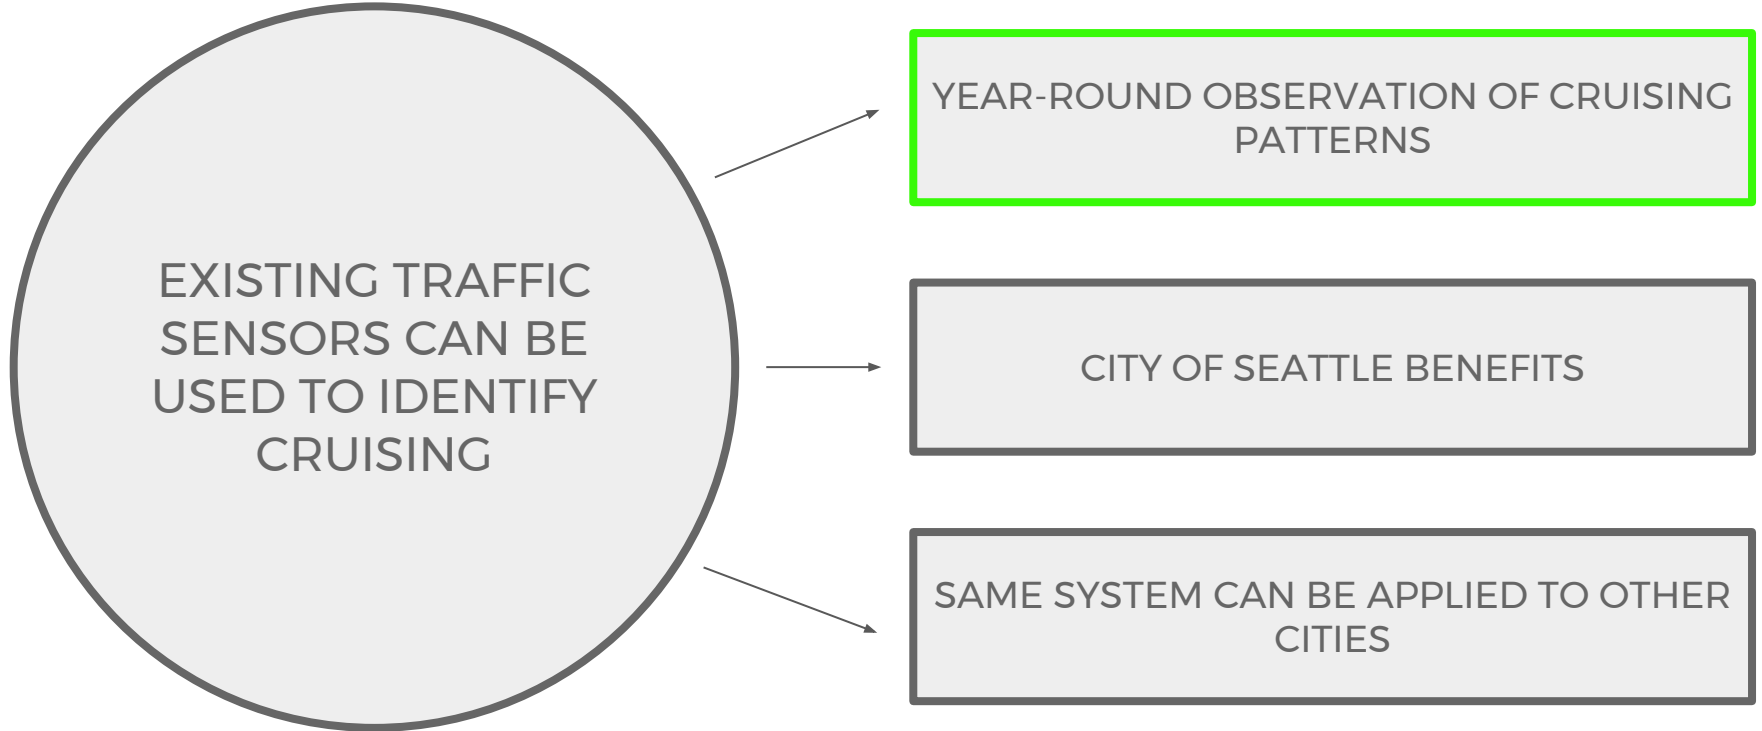 EXISTING TRAFFIC
SENSORS CAN BE
USED TO IDENTIFY
CRUISING
YEAR-ROUND OBSERVATION OF CRUISING
PATTERNS
CITY OF SEATTLE BENEFITS
SAME SYSTEM CAN BE APPLIED TO OTHER
CITIES